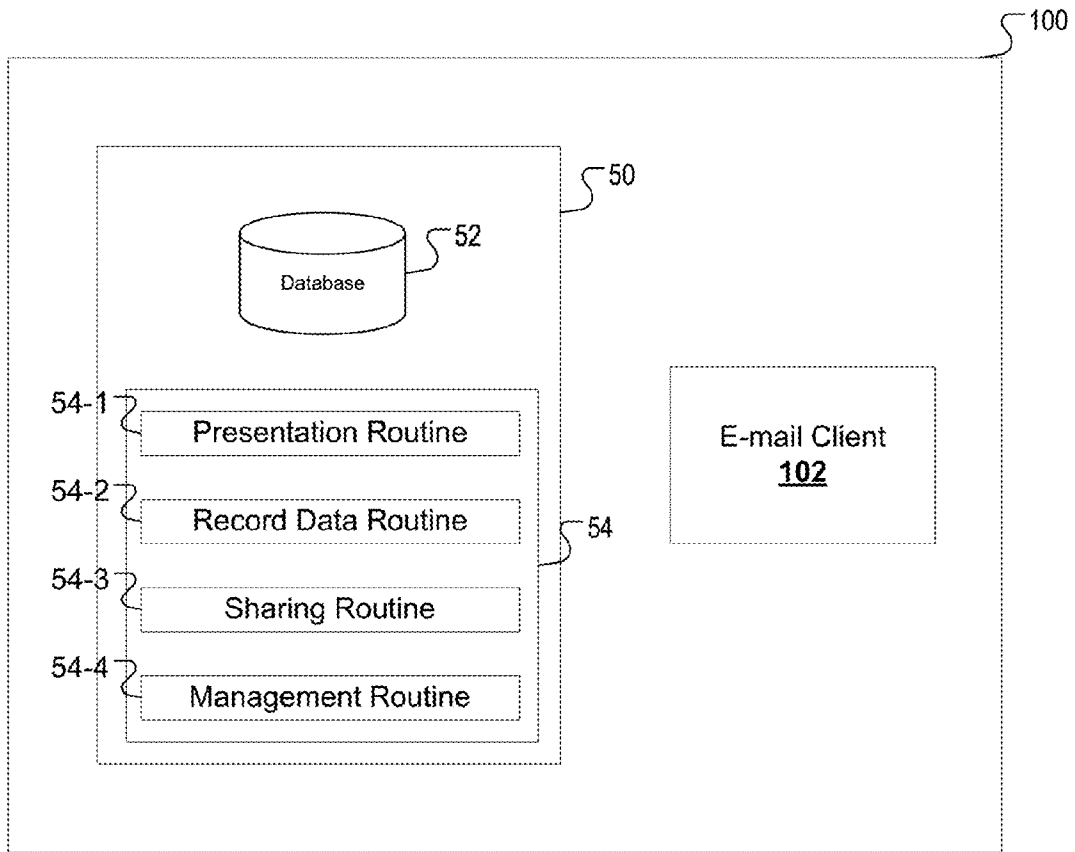 100
50
52
Database
54-1
Presentation Routine
54-2
Record Data Routine
54
54-3
Sharing Routine
54-4
Management Routine
E-mail Client
102